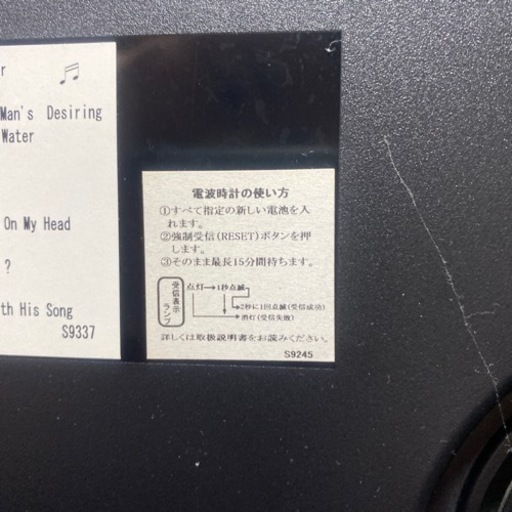 r
Man's Desiring
Water
On My Head
?
th His Song
S9337
電波時計の使い方
①すべて指定の新しい電池を入
れます。
②強制受信(RESET)ボタンを押
します。
③そのまま最長15分間待ちます。
受信表示
ランプ
点灯→1秒点滅
2秒に1回点滅(受信成功)
消灯(受信失敗)
詳しくは取扱説明書をお読みください。
S9245